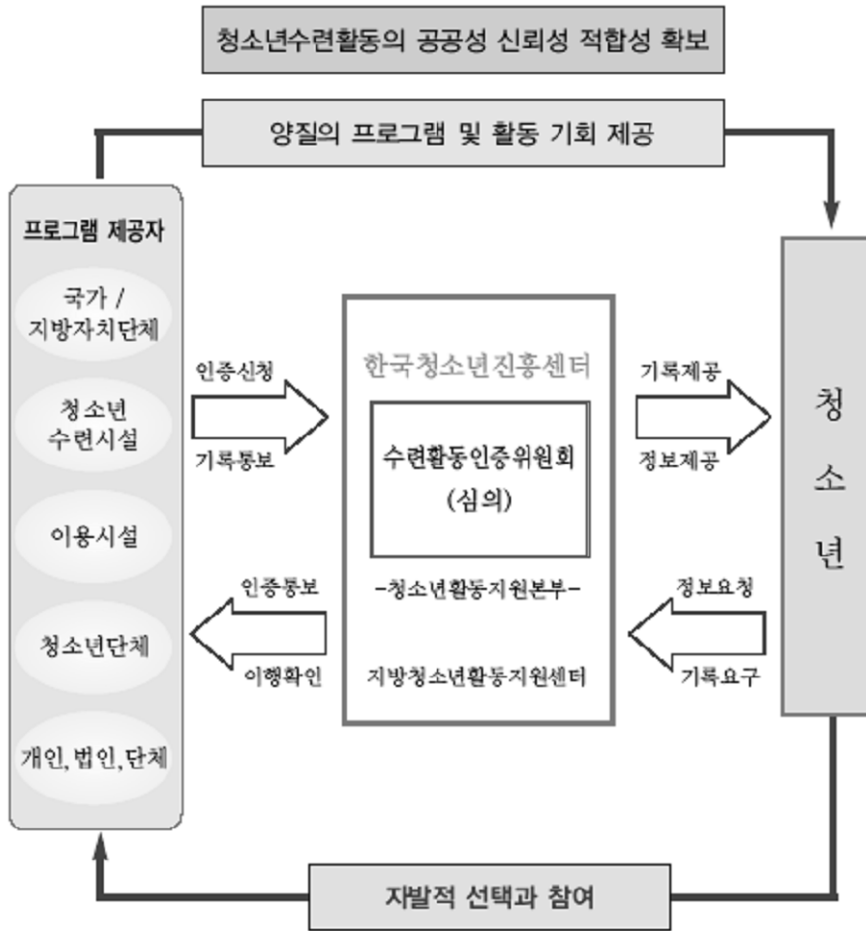 청소년수련활동의 공공성 신뢰성 적합성 확보
양질의 프로그램 및 활동 기회 제공
프로그램 제공자
국가 /
지방자치단체
청소년
수련시설
이용시설
청소년단체
개인, 법인, 단체
인증신청
기록통보
인증통보
이행확인
한국청소년진흥센터
수련활동인증위원회
(심의)
-청소년활동지원본부-
지방청소년활동지원센터
기록제공
정보제공
정보요청
기록요구
청
소
년
자발적 선택과 참여